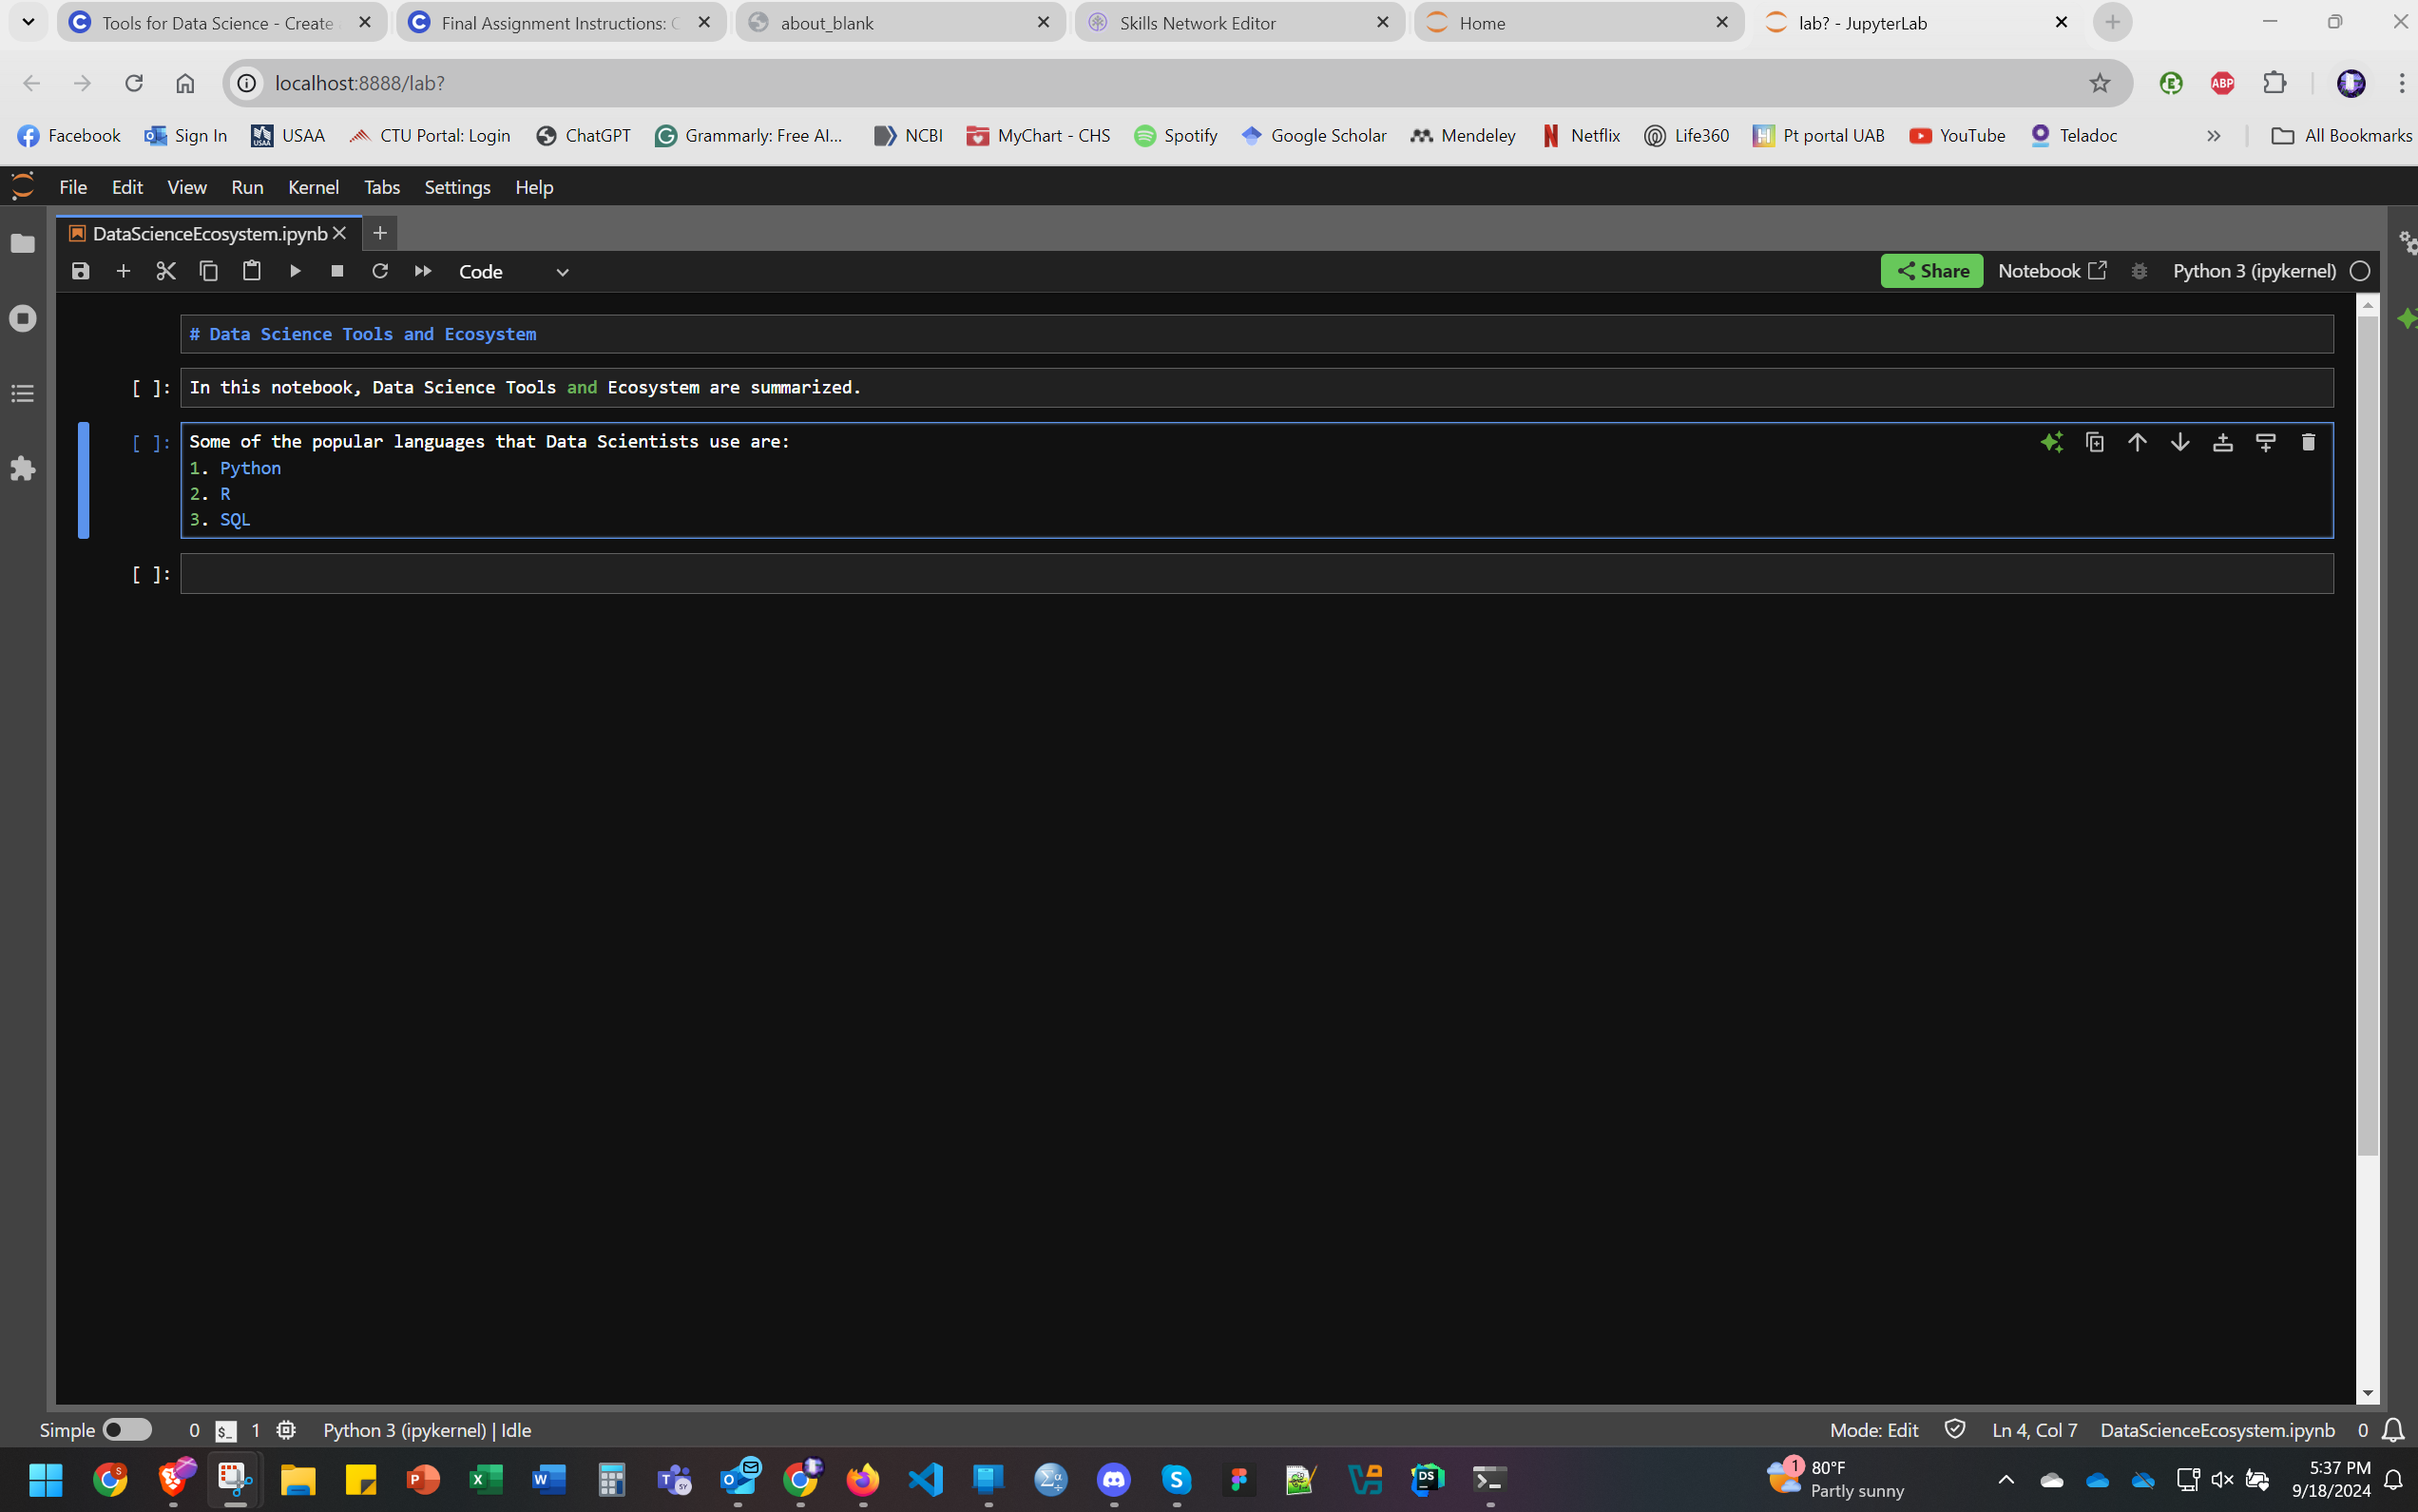 Tools for Data Science - Create
Final Assignment Instructions: C
about_blank
Skills Network Editor
Home
lab? - JupyterLab
localhost:8888/lab?
ABP
Facebook
Sign In
USAA
CTU Portal: Login
ChatGPT
Grammarly: Free AI...
NCBI
MyChart - CHS
Spotify
Google Scholar
Mendeley
Netflix
Life360
Pt portal UAB
YouTube
Teladoc
All Bookmarks
File Edit View Run Kernel Tabs Settings Help
DataScienceEcosystem.ipynb
Code
Share
Notebook
Python 3 (ipykernel)
# Data Science Tools and Ecosystem
[ ]: In this notebook, Data Science Tools and Ecosystem are summarized.
[ ]: Some of the popular languages that Data Scientists use are:
1. Python
2. R
3. SQL
[ ]:
Simple
0
$_
1
Python 3 (ipykernel) | Idle
Mode: Edit
Ln 4, Col 7
DataScienceEcosystem.ipynb
0
1
80°F
Partly sunny
5:37 PM
9/18/2024